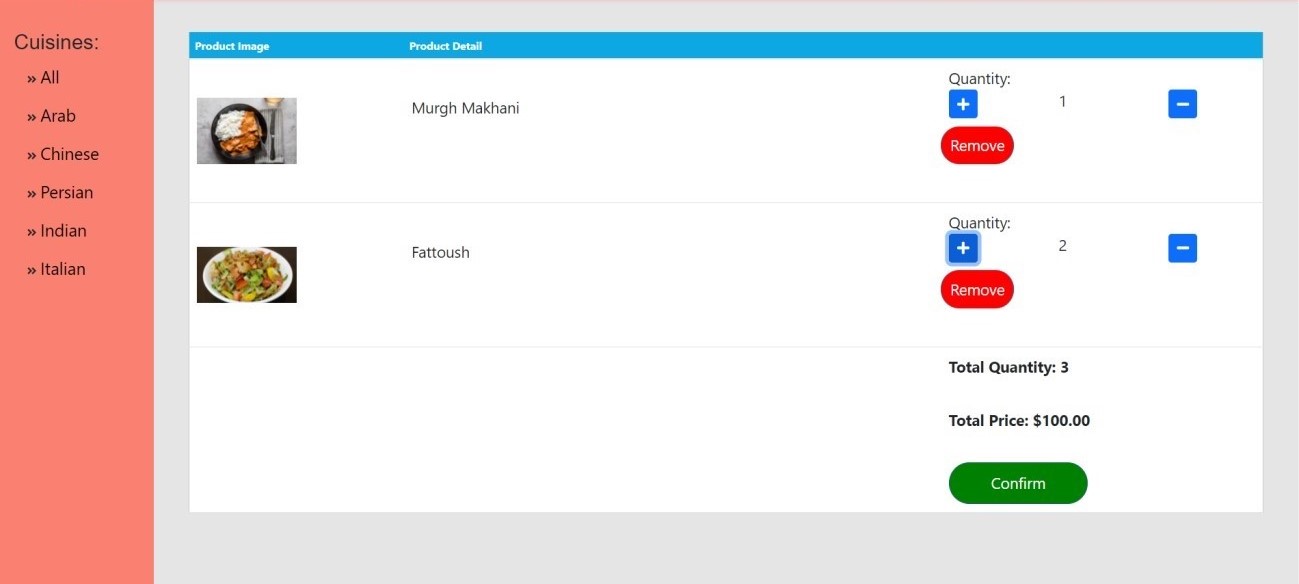 Cuisines:
» All
» Arab
» Chinese
» Persian
» Indian
» Italian
Product Image Product Detail
Murgh Makhani
Quantity:
+ 1 −
Remove
Fattoush
Quantity:
+ 2 −
Remove
Total Quantity: 3
Total Price: $100.00
Confirm